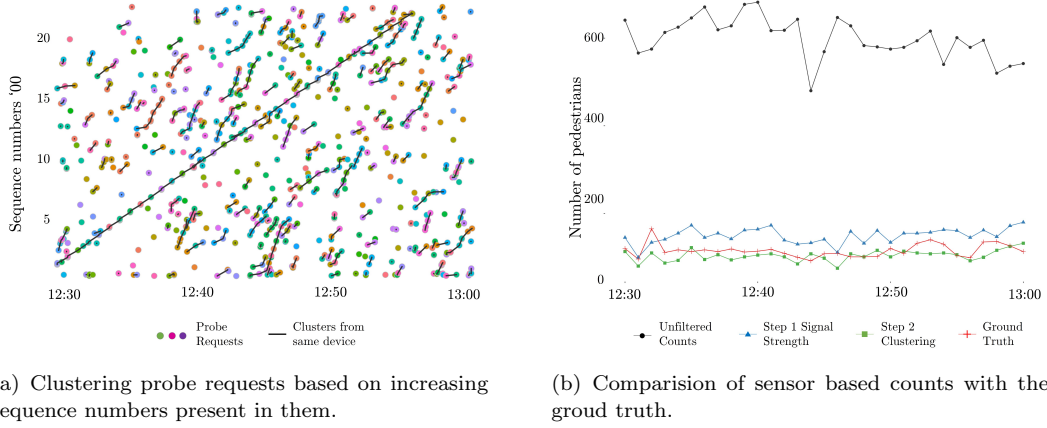 Sequence numbers '00
20
15
10
5
12:30
12:40
12:50
13:00
Probe
Requests
Clusters from
same device
a) Clustering probe requests based on increasing
equence numbers present in them.
Number of pedestrians
600
400
200
0
12:30
12:40
12:50
13:00
Unfiltered
Counts
Step 1 Signal
Strength
Step 2
Clustering
Ground
Truth
(b) Comparision of sensor based counts with the
groud truth.